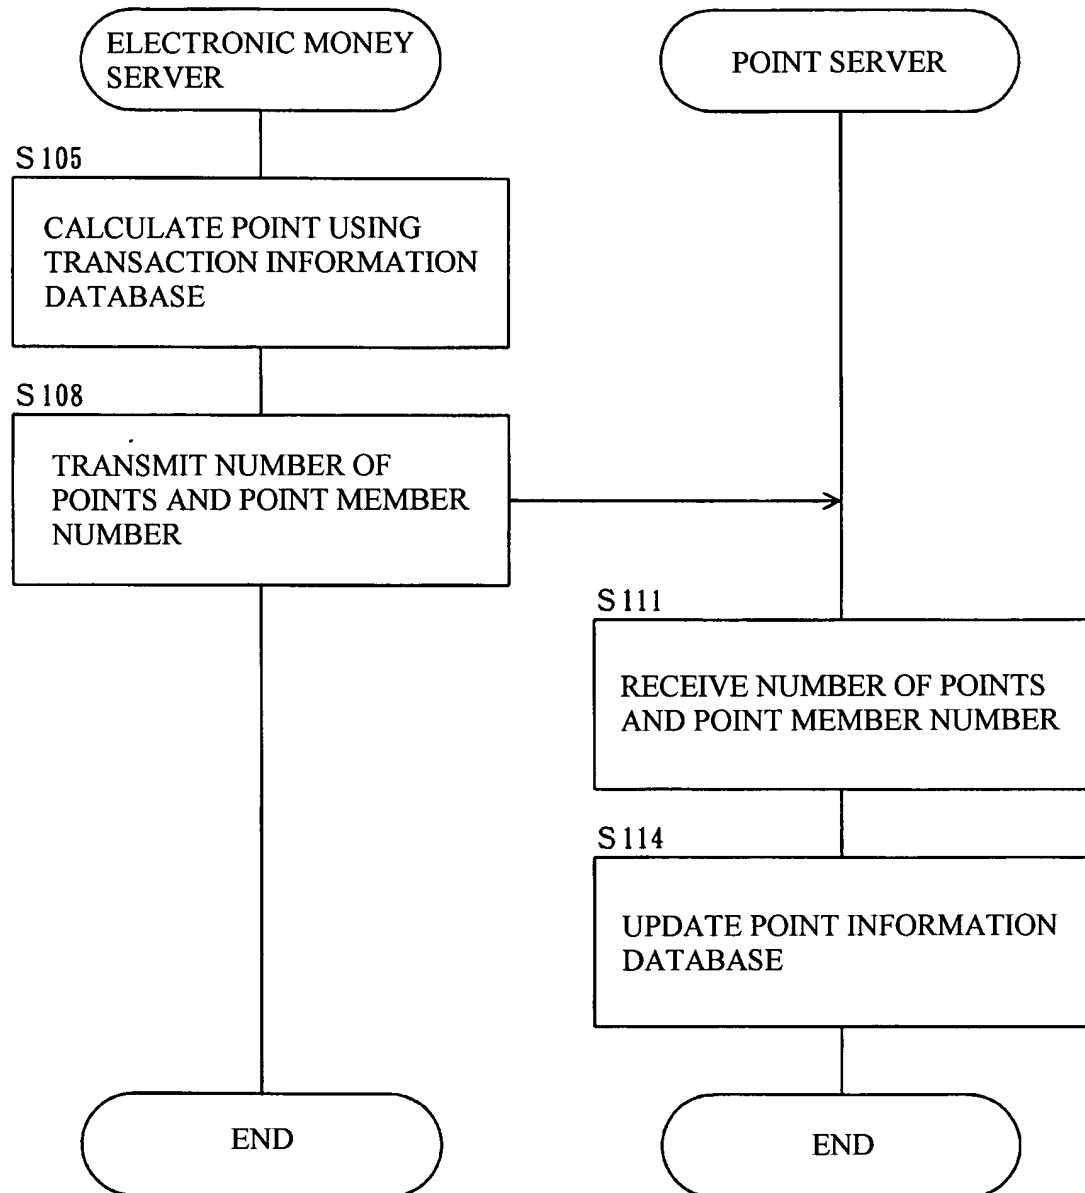 ELECTRONIC MONEY
SERVER
POINT SERVER
S105
CALCULATE POINT USING
TRANSACTION INFORMATION
DATABASE
S108
TRANSMIT NUMBER OF
POINTS AND POINT MEMBER
NUMBER
S111
RECEIVE NUMBER OF POINTS
AND POINT MEMBER NUMBER
S114
UPDATE POINT INFORMATION
DATABASE
END
END